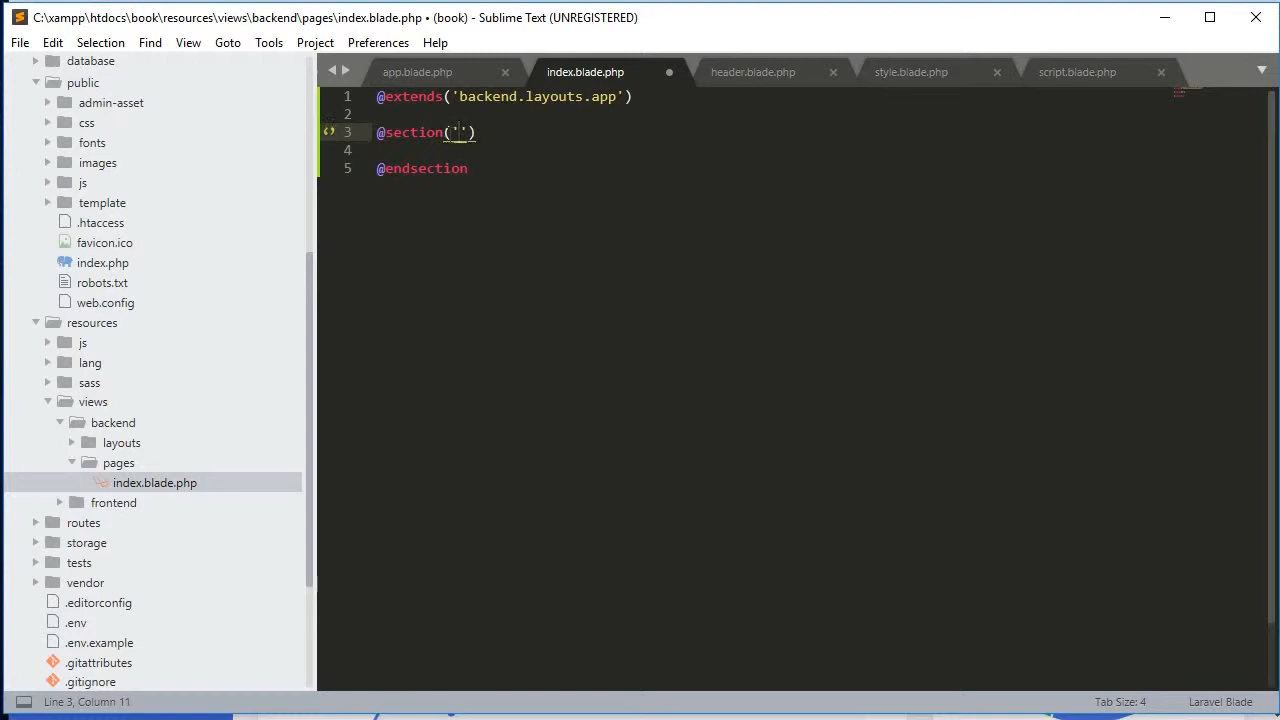 C:\xampp\htdocs\book\resources\views\backend\pages\index.blade.php • (book) - Sublime Text (UNREGISTERED)
File Edit Selection Find View Goto Tools Project Preferences Help
database
public
admin-asset
css
fonts
images
js
template
.htaccess
favicon.ico
index.php
robots.txt
web.config
resources
js
lang
sass
views
backend
layouts
pages
index.blade.php
frontend
routes
storage
tests
vendor
.editorconfig
.env
.env.example
.gitattributes
.gitignore
app.blade.php index.blade.php header.blade.php style.blade.php script.blade.php
1 @extends('backend.layouts.app')
2
3 @section('')
4
5 @endsection
Line 3, Column 11 Tab Size: 4 Laravel Blade